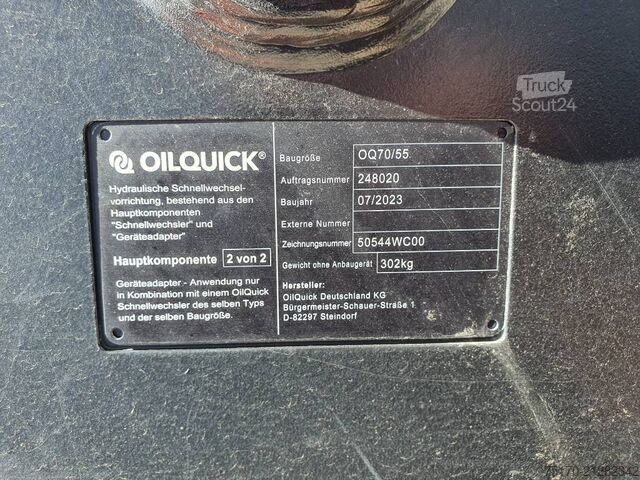 Truck
Scout24
OILQUICK®
Hydraulische Schnellwechsel-
vorrichtung, bestehend aus den
Hauptkomponenten
"Schnellwechsler" und
"Geräteadapter"
Hauptkomponente 2 von 2
Geräteadapter - Anwendung nur
in Kombination mit einem OilQuick
Schnellwechsler des selben Typs
und der selben Baugröße.
Baugröße OQ70/55
Auftragsnummer 248020
Baujahr 07/2023
Externe Nummer
Zeichnungsnummer 50544WC00
Gewicht ohne Anbaugerät 302kg
Hersteller:
OilQuick Deutschland KG
Bürgermeister-Schauer-Straße 1
D-82297 Steindorf